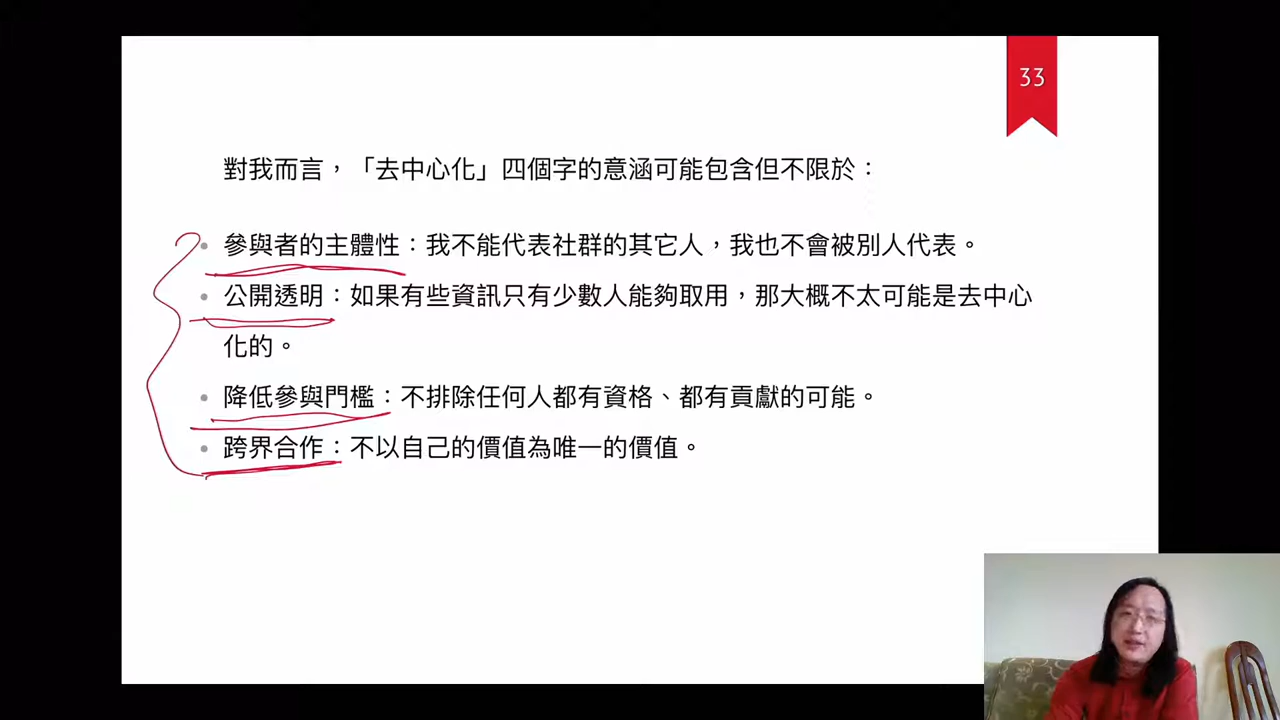 33
對我而言，「去中心化」四個字的意涵可能包含但不限於：
參與者的主體性：我不能代表社群的其它人，我也不會被別人代表。
公開透明：如果有些資訊只有少數人能夠取用，那大概不太可能是去中心
化的。
降低參與門檻：不排除任何人都有資格、都有貢獻的可能。
跨界合作：不以自己的價值為唯一的價值。